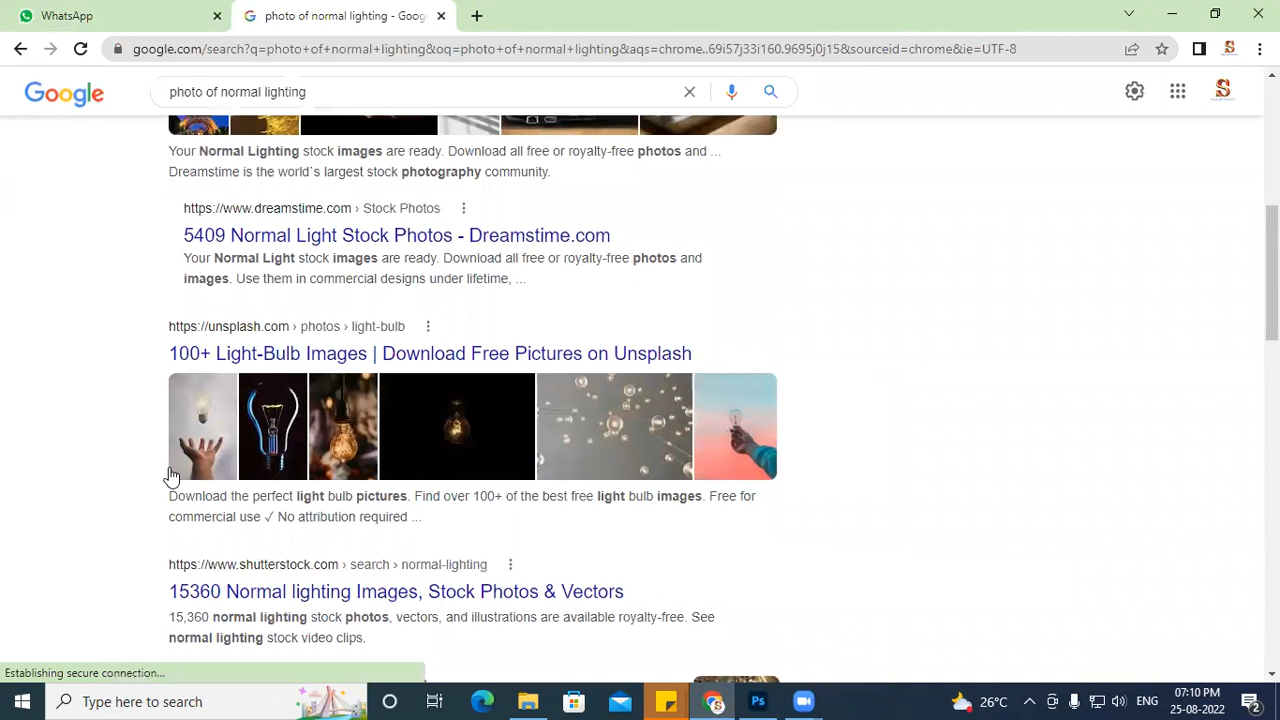 WhatsApp
photo of normal lighting - Goog
google.com/search?q=photo+of+normal+lighting&oq=photo+of+normal+lighting&aqs=chrome..69i57j33i160.9695j0j15&sourceid=chrome&ie=UTF-8
Google
photo of normal lighting
Your Normal Lighting stock images are ready. Download all free or royalty-free photos and ...
Dreamstime is the world`s largest stock photography community.
https://www.dreamstime.com › Stock Photos
5409 Normal Light Stock Photos - Dreamstime.com
Your Normal Light stock images are ready. Download all free or royalty-free photos and
images. Use them in commercial designs under lifetime, ...
https://unsplash.com › photos › light-bulb
100+ Light-Bulb Images | Download Free Pictures on Unsplash
Download the perfect light bulb pictures. Find over 100+ of the best free light bulb images. Free for
commercial use ✓ No attribution required ...
https://www.shutterstock.com › search › normal-lighting
15360 Normal lighting Images, Stock Photos & Vectors
15,360 normal lighting stock photos, vectors, and illustrations are available royalty-free. See
normal lighting stock video clips.
Establishing secure connection...
Type here to search
Ps
26°C
ENG
07:10 PM
25-08-2022
2